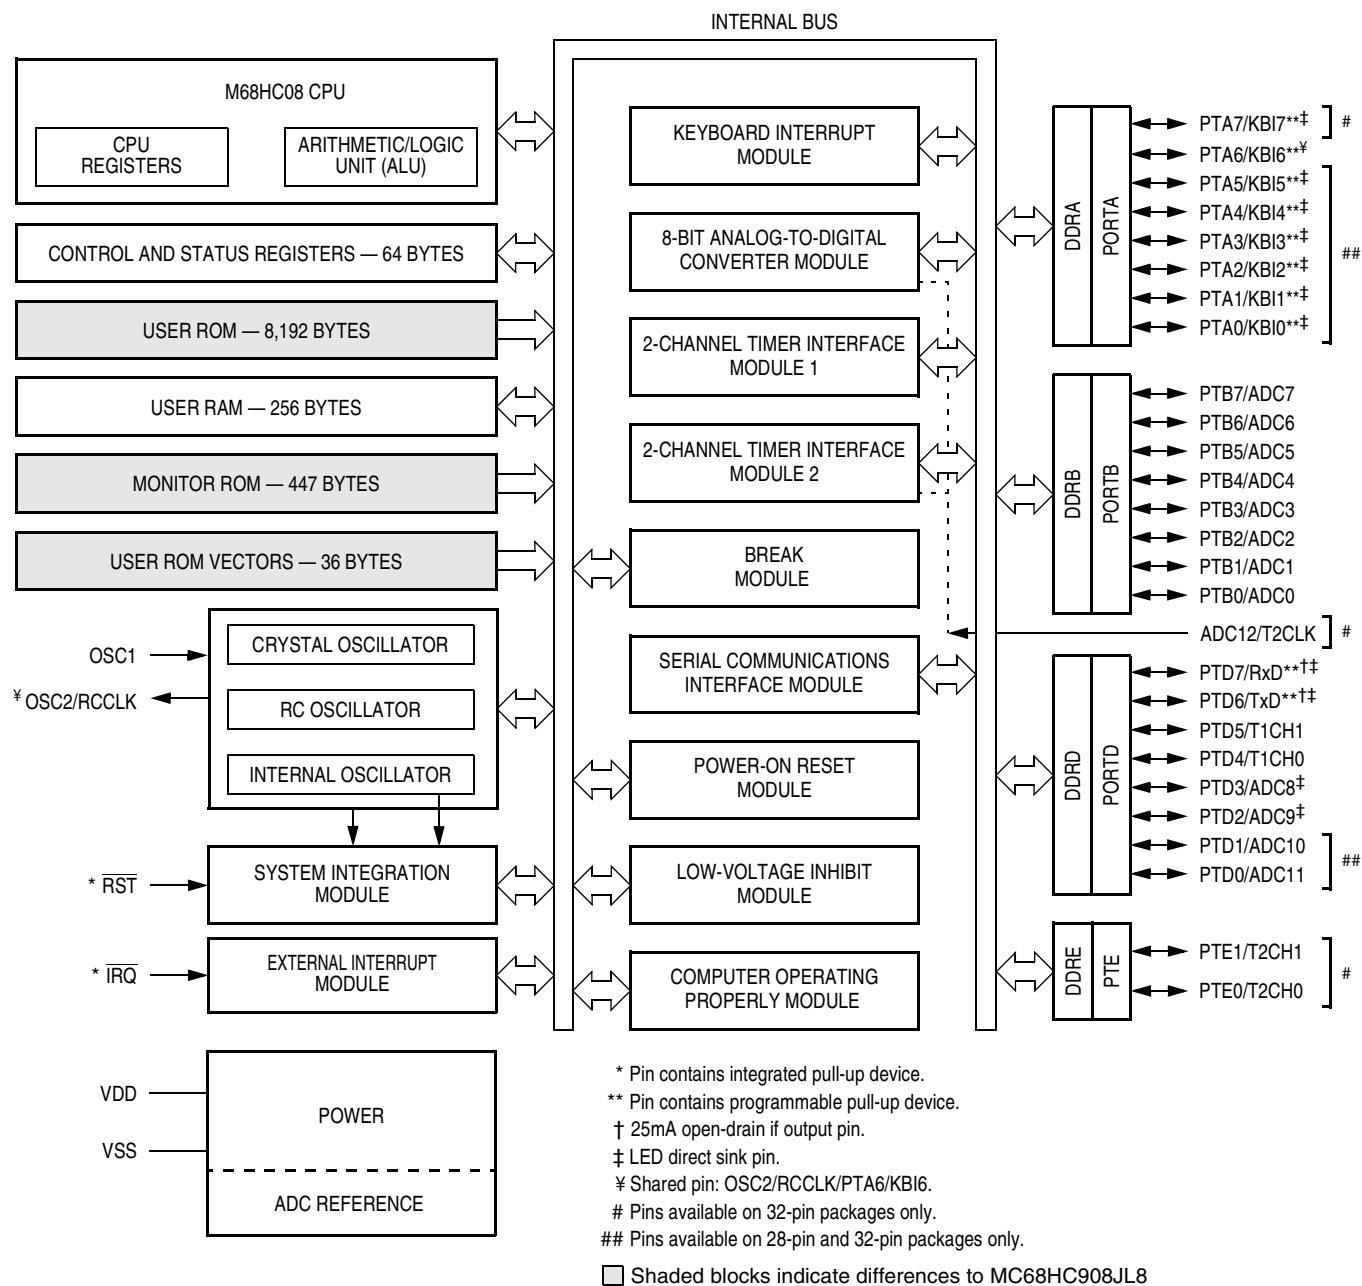 INTERNAL BUS
M68HC08 CPU
CPU
REGISTERS
ARITHMETIC/LOGIC
UNIT (ALU)
CONTROL AND STATUS REGISTERS — 64 BYTES
USER ROM — 8,192 BYTES
USER RAM — 256 BYTES
MONITOR ROM — 447 BYTES
USER ROM VECTORS — 36 BYTES
CRYSTAL OSCILLATOR
RC OSCILLATOR
INTERNAL OSCILLATOR
OSC1
¥ OSC2/RCCLK
SYSTEM INTEGRATION
MODULE
* R̅S̅T̅
EXTERNAL INTERRUPT
MODULE
* I̅R̅Q̅
VDD
VSS
POWER
ADC REFERENCE
KEYBOARD INTERRUPT
MODULE
8-BIT ANALOG-TO-DIGITAL
CONVERTER MODULE
2-CHANNEL TIMER INTERFACE
MODULE 1
2-CHANNEL TIMER INTERFACE
MODULE 2
BREAK
MODULE
SERIAL COMMUNICATIONS
INTERFACE MODULE
POWER-ON RESET
MODULE
LOW-VOLTAGE INHIBIT
MODULE
COMPUTER OPERATING
PROPERLY MODULE
DDRA
PORTA
PTA7/KBI7**‡
#
PTA6/KBI6**¥
PTA5/KBI5**‡
PTA4/KBI4**‡
PTA3/KBI3**‡
PTA2/KBI2**‡
PTA1/KBI1**‡
PTA0/KBI0**‡
##
DDRB
PORTB
PTB7/ADC7
PTB6/ADC6
PTB5/ADC5
PTB4/ADC4
PTB3/ADC3
PTB2/ADC2
PTB1/ADC1
PTB0/ADC0
ADC12/T2CLK
#
DDRD
PORTD
PTD7/RxD**†‡
PTD6/TxD**†‡
PTD5/T1CH1
PTD4/T1CH0
PTD3/ADC8‡
PTD2/ADC9‡
PTD1/ADC10
PTD0/ADC11
##
DDRE
PTE
PTE1/T2CH1
PTE0/T2CH0
#
* Pin contains integrated pull-up device.
** Pin contains programmable pull-up device.
† 25mA open-drain if output pin.
‡ LED direct sink pin.
¥ Shared pin: OSC2/RCCLK/PTA6/KBI6.
# Pins available on 32-pin packages only.
## Pins available on 28-pin and 32-pin packages only.
Shaded blocks indicate differences to MC68HC908JL8